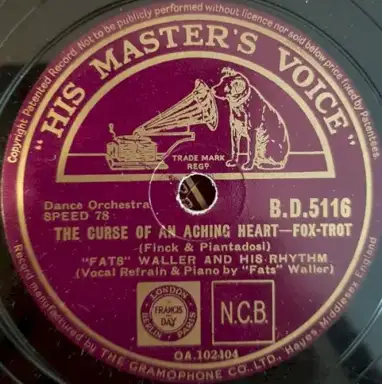 Copyright Patented Record. Not to be publicly performed without licence nor sold below price fixed by Patentees.
"HIS MASTER'S VOICE"
TRADE MARK
REGD
Dance Orchestra
SPEED 78
B.D.5116
THE CURSE OF AN ACHING HEART—FOX-TROT
(Finck & Piantadosi)
"FATS" WALLER AND HIS RHYTHM
(Vocal Refrain & Piano by "Fats" Waller)
LONDON
FRANCIS
DAY
BERLIN PARIS
N.C.B.
OA.102404
Record manufactured by THE GRAMOPHONE CO., LTD., Hayes, Middlesex, England